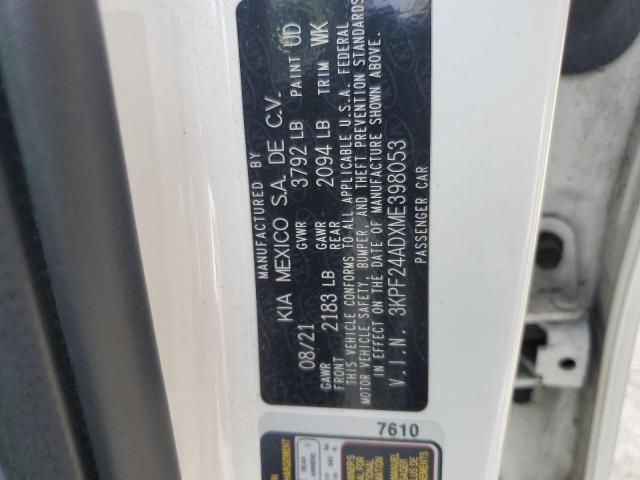 MANUFACTURED BY
KIA MEXICO S.A. DE C.V.
08/21 GVWR 3792 LB PAINT UD
GAWR FRONT 2183 LB GAWR REAR 2094 LB TRIM WK
THIS VEHICLE CONFORMS TO ALL APPLICABLE U.S.A. FEDERAL
MOTOR VEHICLE SAFETY, BUMPER, AND THEFT PREVENTION STANDARDS
IN EFFECT ON THE DATE OF MANUFACTURE SHOWN ABOVE.
V.I.N. 3KPF24ADXME398053
PASSENGER CAR
7610